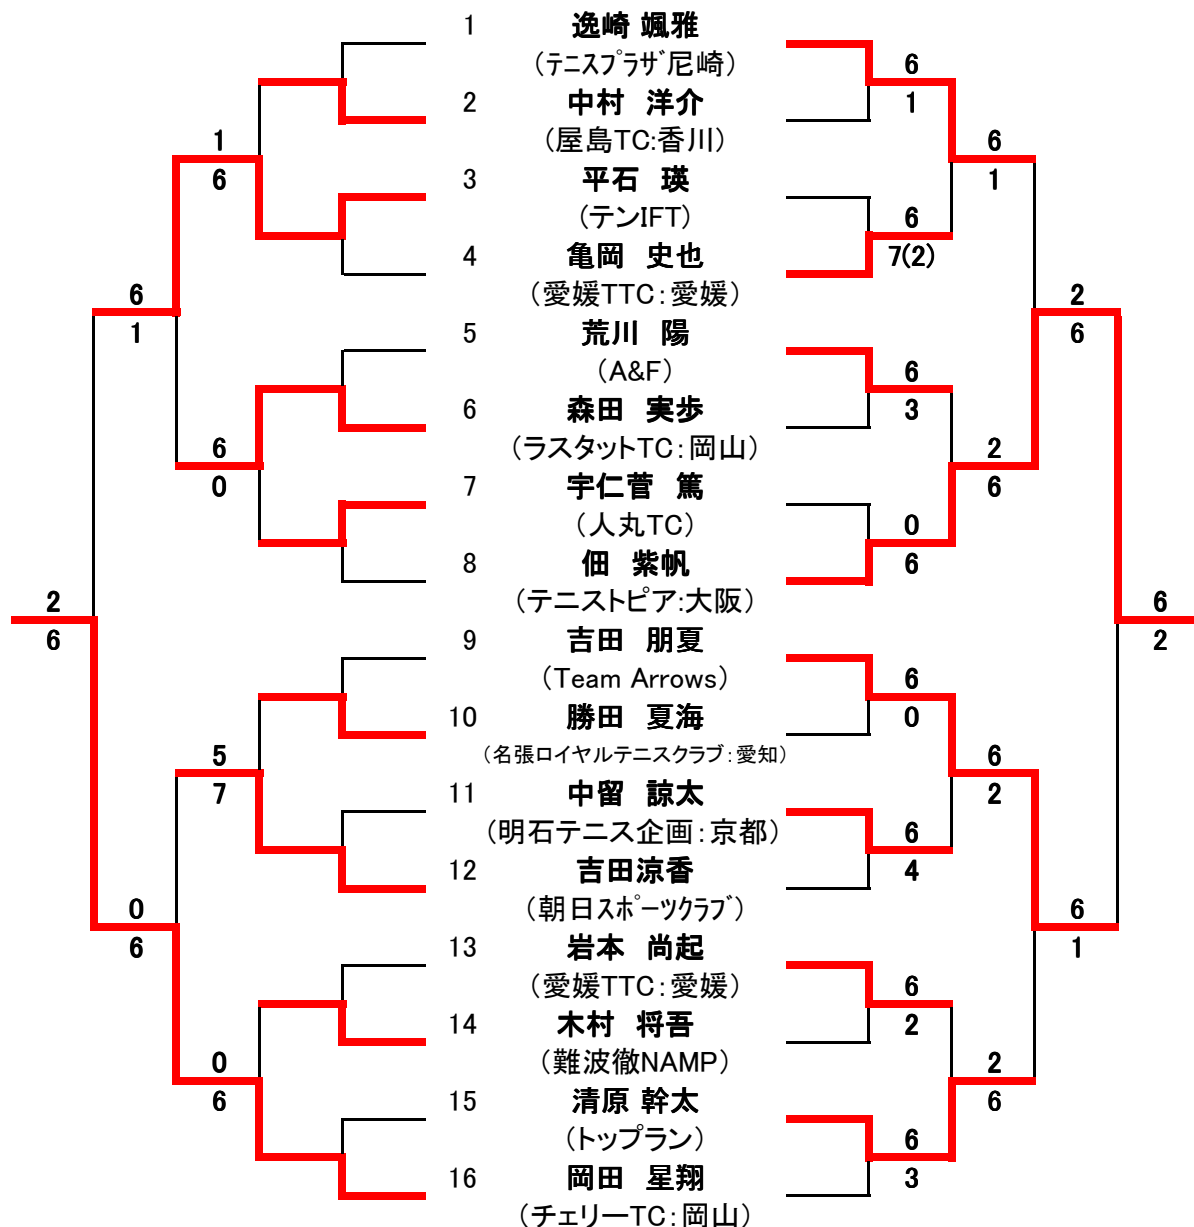 1 逸崎 颯雅
(テニスプラザ尼崎)
6
1
2 中村 洋介
(屋島TC:香川)
1
6
6
1
3 平石 瑛
(テンIFT)
6
7(2)
4 亀岡 史也
(愛媛TTC:愛媛)
6
1
2
6
5 荒川 陽
(A&F)
6
3
6 森田 実歩
(ラスタットTC:岡山)
6
0
2
6
7 宇仁菅 篤
(人丸TC)
0
6
8 佃 紫帆
(テニストピア:大阪)
2
6
6
2
9 吉田 朋夏
(Team Arrows)
6
0
10 勝田 夏海
(名張ロイヤルテニスクラブ:愛知)
5
7
6
2
11 中留 諒太
(明石テニス企画:京都)
6
4
12 吉田涼香
(朝日スポーツクラブ)
0
6
6
1
13 岩本 尚起
(愛媛TTC:愛媛)
6
2
14 木村 将吾
(難波徹NAMP)
0
6
2
6
15 清原 幹太
(トップラン)
6
3
16 岡田 星翔
(チェリーTC:岡山)